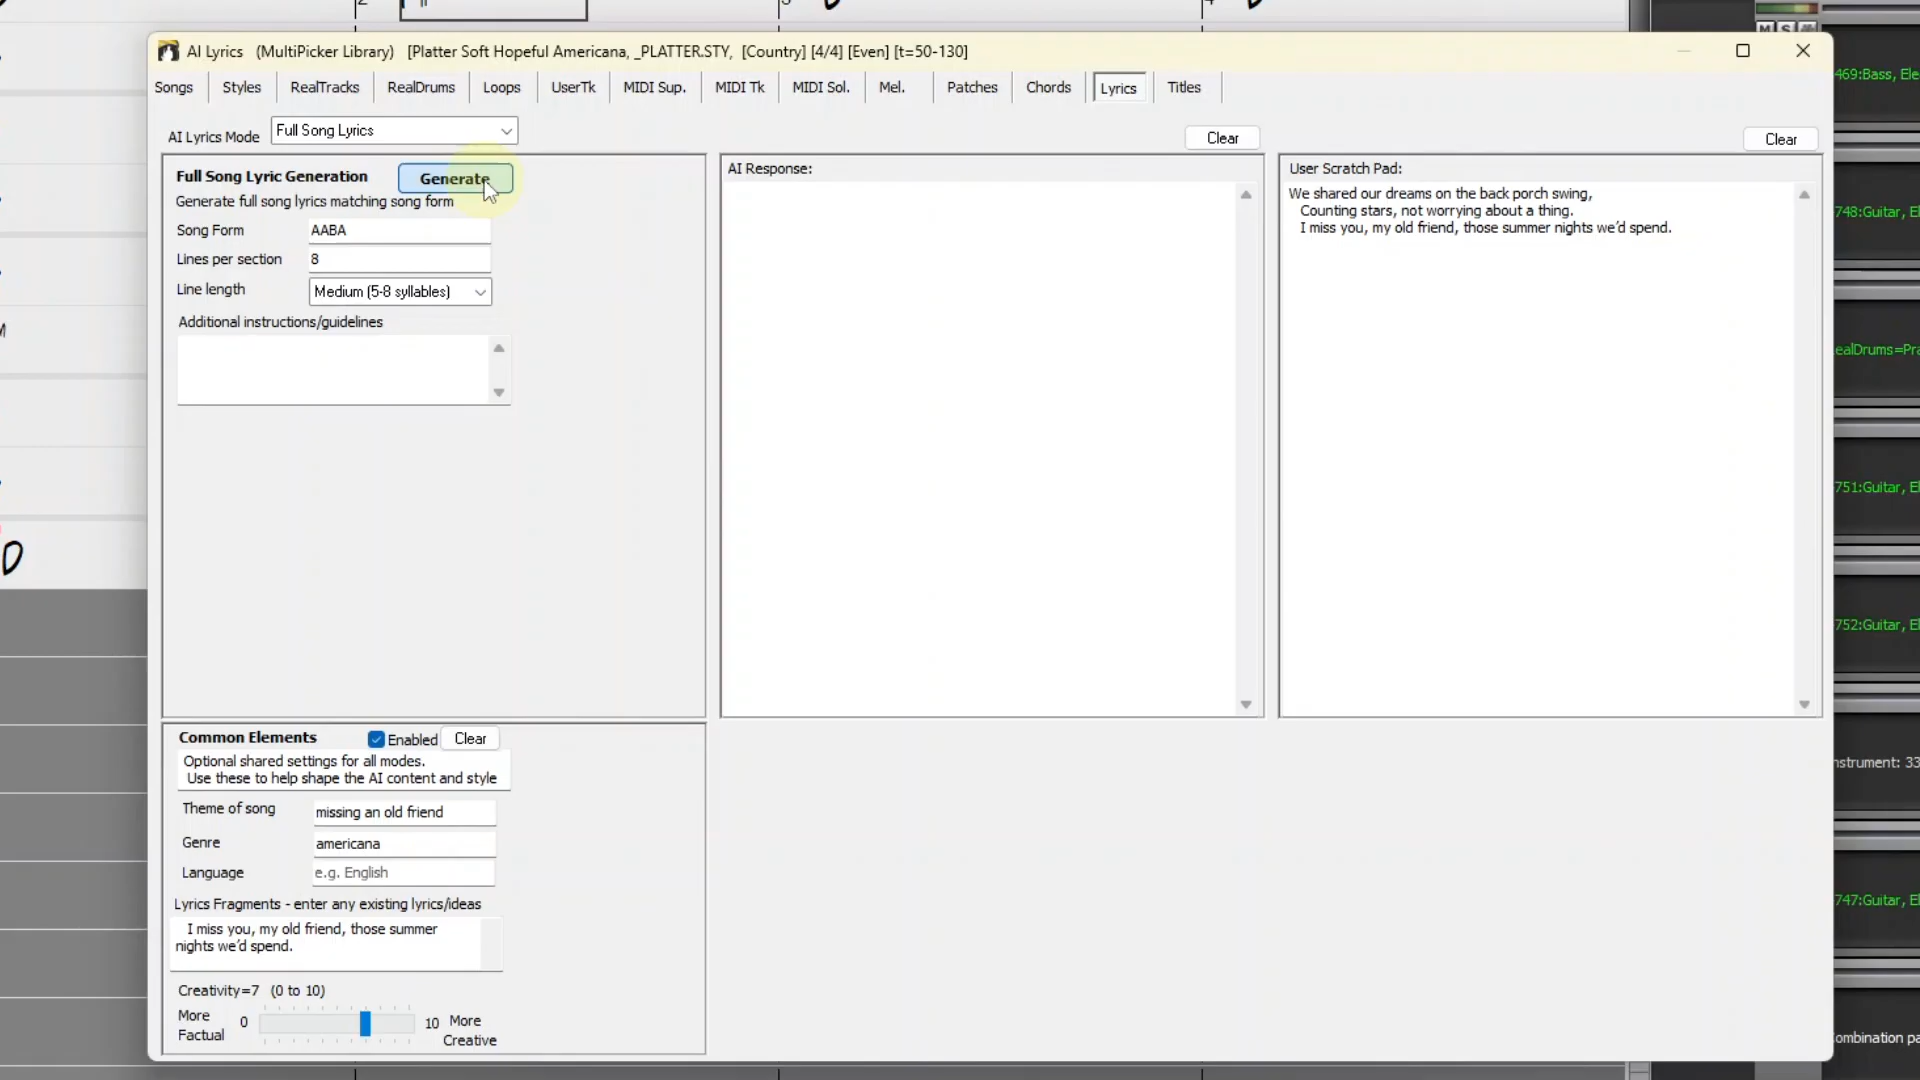 2
3
4
D
AI Lyrics (MultiPicker Library) [Platter Soft Hopeful Americana, _PLATTER.STY, [Country] [4/4] [Even] [t=50-130]
M S
Songs Styles RealTracks RealDrums Loops UserTk MIDI Sup. MIDI Tk MIDI Sol. Mel. Patches Chords Lyrics Titles
AI Lyrics Mode Full Song Lyrics
Clear
Clear
Full Song Lyric Generation Generate
Generate full song lyrics matching song form
Song Form AABA
Lines per section 8
Line length Medium (5-8 syllables)
Additional instructions/guidelines
AI Response:
User Scratch Pad:
We shared our dreams on the back porch swing,
Counting stars, not worrying about a thing.
I miss you, my old friend, those summer nights we'd spend.
Common Elements Enabled Clear
Optional shared settings for all modes.
Use these to help shape the AI content and style
Theme of song missing an old friend
Genre americana
Language e.g. English
Lyrics Fragments - enter any existing lyrics/ideas
I miss you, my old friend, those summer
nights we'd spend.
Creativity=7 (0 to 10)
More Factual 0 10 More Creative
469:Bass, Ele
748:Guitar, El
ealDrums=Pra
751:Guitar, El
752:Guitar, El
nstrument: 33
747:Guitar, El
ombination pa